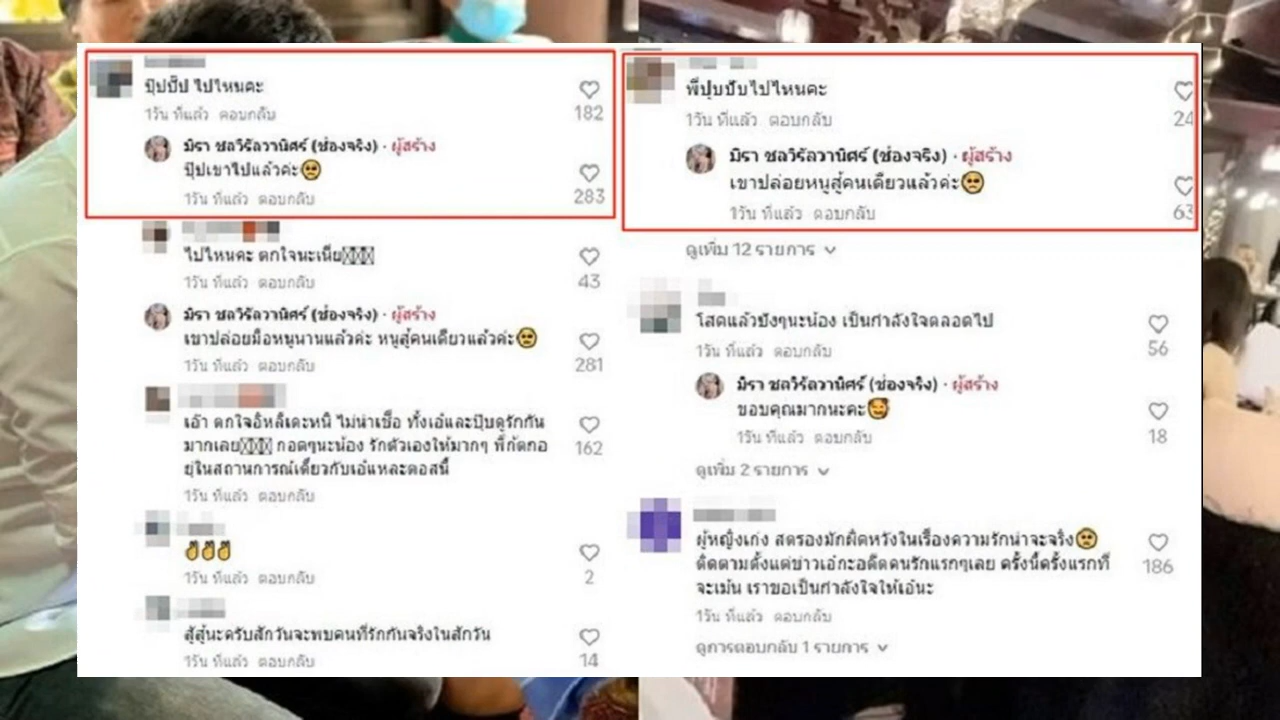 ปุ๊ปปั๊ป ไปไหนคะ
1วัน ที่แล้ว ตอบกลับ
182
มิรา ชลวิรัลวานิศร์ (ช่องจริง) · ผู้สร้าง
ปุ๊ปเขาไปแล้วค่ะ🥺
1วัน ที่แล้ว ตอบกลับ
283
ไปไหนคะ ตกใจนะเนี่ย
1วัน ที่แล้ว ตอบกลับ
43
มิรา ชลวิรัลวานิศร์ (ช่องจริง) · ผู้สร้าง
เขาปล่อยมือหนูนานแล้วค่ะ หนูสู้คนเดียวแล้วค่ะ🥺
1วัน ที่แล้ว ตอบกลับ
281
เอ๊า ตกใจอิหลีเด๊ะหนิ ไม่น่าเชื่อ ทั้งเอ๋และปุ๊บดูรักกัน
มากเลย กอดๆนะน้อง รักตัวเองให้มากๆ พี่ก็ตกอ
ยุ่ในสถานการณ์เดี๋ยวกับเอ๋แหละตอสนี้
1วัน ที่แล้ว ตอบกลับ
162
1วัน ที่แล้ว ตอบกลับ
2
สู้สู้นะครับสักวันจะพบคนที่รักกันจริงในสักวัน
1วัน ที่แล้ว ตอบกลับ
14
พี่ปุ๊บปั๊บไปไหนคะ
1วัน ที่แล้ว ตอบกลับ
24
มิรา ชลวิรัลวานิศร์ (ช่องจริง) · ผู้สร้าง
เขาปล่อยหนูสู้คนเดียวแล้วค่ะ🥺
1วัน ที่แล้ว ตอบกลับ
63
ดูเพิ่ม 12 รายการ
โสดแล้วปังๆนะน้อง เป็นกำลังใจตลอดไป
1วัน ที่แล้ว ตอบกลับ
56
มิรา ชลวิรัลวานิศร์ (ช่องจริง) · ผู้สร้าง
ขอบคุณมากนะคะ🥰
1วัน ที่แล้ว ตอบกลับ
18
ดูเพิ่ม 2 รายการ
ผู้หญิงเก่ง สตรองมักผิดหวังในเรื่องความรักน่าจะจริง🥺
ติดตามตั้งแต่ข่าวเอ๋กะอดีตคนรักแรกๆเลย ครั้งนี้ครั้งแรกที่
จะเม้น เราขอเป็นกำลังใจให้เอ๋นะ
1วัน ที่แล้ว ตอบกลับ
186
ดูการตอบกลับ 1 รายการ